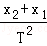 x₂+x₁
T²